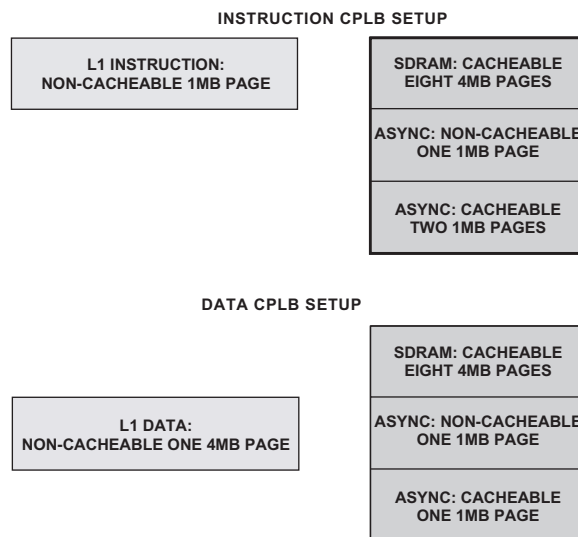 INSTRUCTION CPLB SETUP
L1 INSTRUCTION:
NON-CACHEABLE 1MB PAGE
SDRAM: CACHEABLE
EIGHT 4MB PAGES
ASYNC: NON-CACHEABLE
ONE 1MB PAGE
ASYNC: CACHEABLE
TWO 1MB PAGES
DATA CPLB SETUP
L1 DATA:
NON-CACHEABLE ONE 4MB PAGE
SDRAM: CACHEABLE
EIGHT 4MB PAGES
ASYNC: NON-CACHEABLE
ONE 1MB PAGE
ASYNC: CACHEABLE
ONE 1MB PAGE